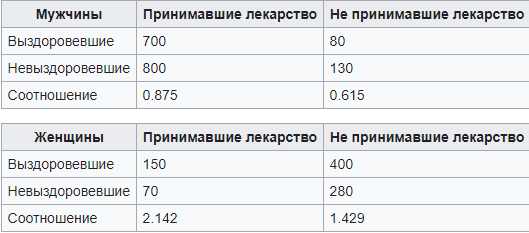 Мужчины Принимавшие лекарство Не принимавшие лекарство
Выздоровевшие 700 80
Невыздоровевшие 800 130
Соотношение 0.875 0.615
Женщины Принимавшие лекарство Не принимавшие лекарство
Выздоровевшие 150 400
Невыздоровевшие 70 280
Соотношение 2.142 1.429